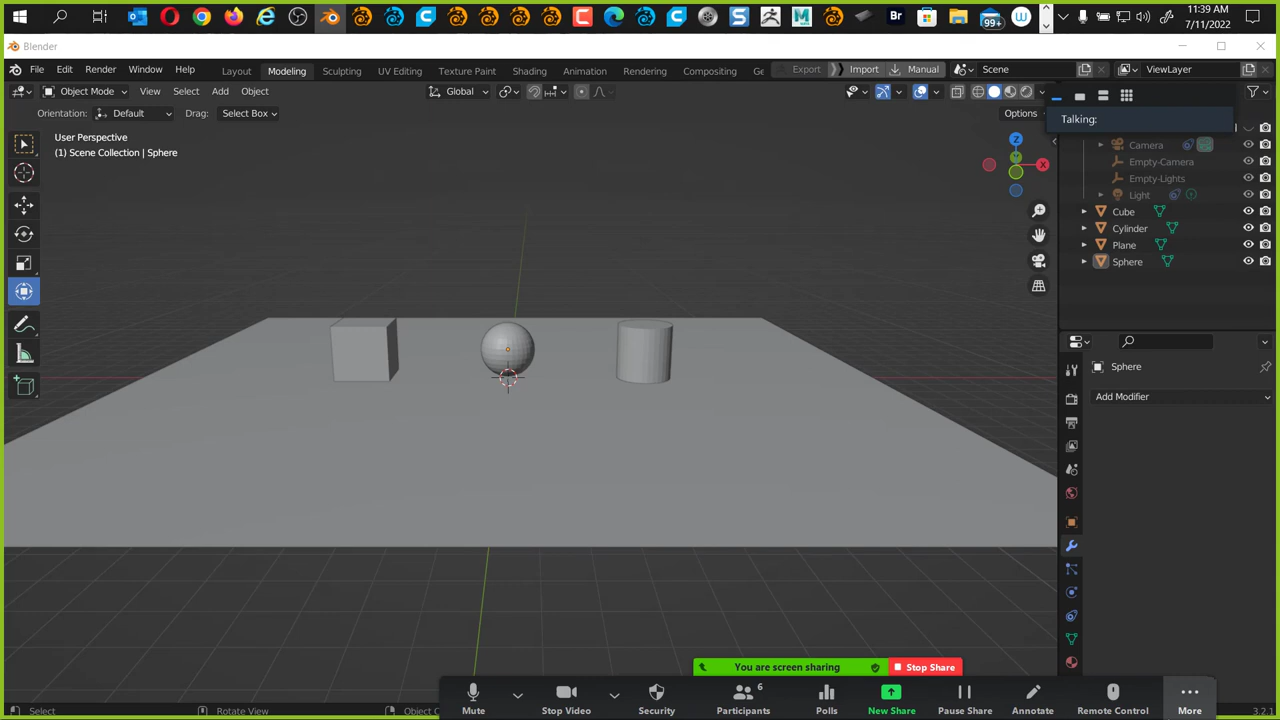 11:39 AM
99+
7/11/2022
Blender
File Edit Render Window Help Layout Modeling Sculpting UV Editing Texture Paint Shading Animation Rendering Compositing Ge Export Import Manual Scene ViewLayer
Object Mode View Select Add Object Global
Orientation: Default Drag: Select Box Options
Talking:
User Perspective
(1) Scene Collection | Sphere
Z
X
Camera
Empty-Camera
Empty-Lights
Light
Cube
Cylinder
Plane
Sphere
Sphere
Add Modifier
You are screen sharing Stop Share
6
Mute Stop Video Security Participants Polls New Share Pause Share Annotate Remote Control More
Select Rotate View Object 3.2.1